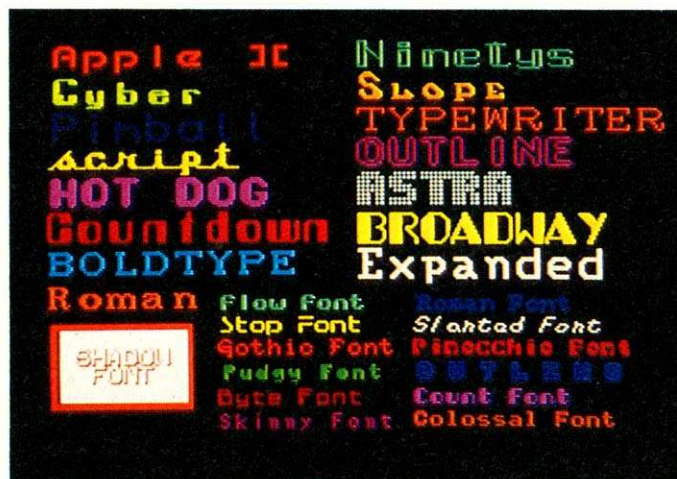 Apple ][
Ninetys
Cyber
Slope
Pinball
TYPEWRITER
script
OUTLINE
HOT DOG
ASTRA
Countdown
BROADWAY
BOLDTYPE
Expanded
Roman
Flow Font
Roman Font
Stop Font
Slanted Font
SHADOW
FONT
Gothic Font
Pinocchio Font
Pudgy Font
Byte Font
Count Font
Skinny Font
Colossal Font